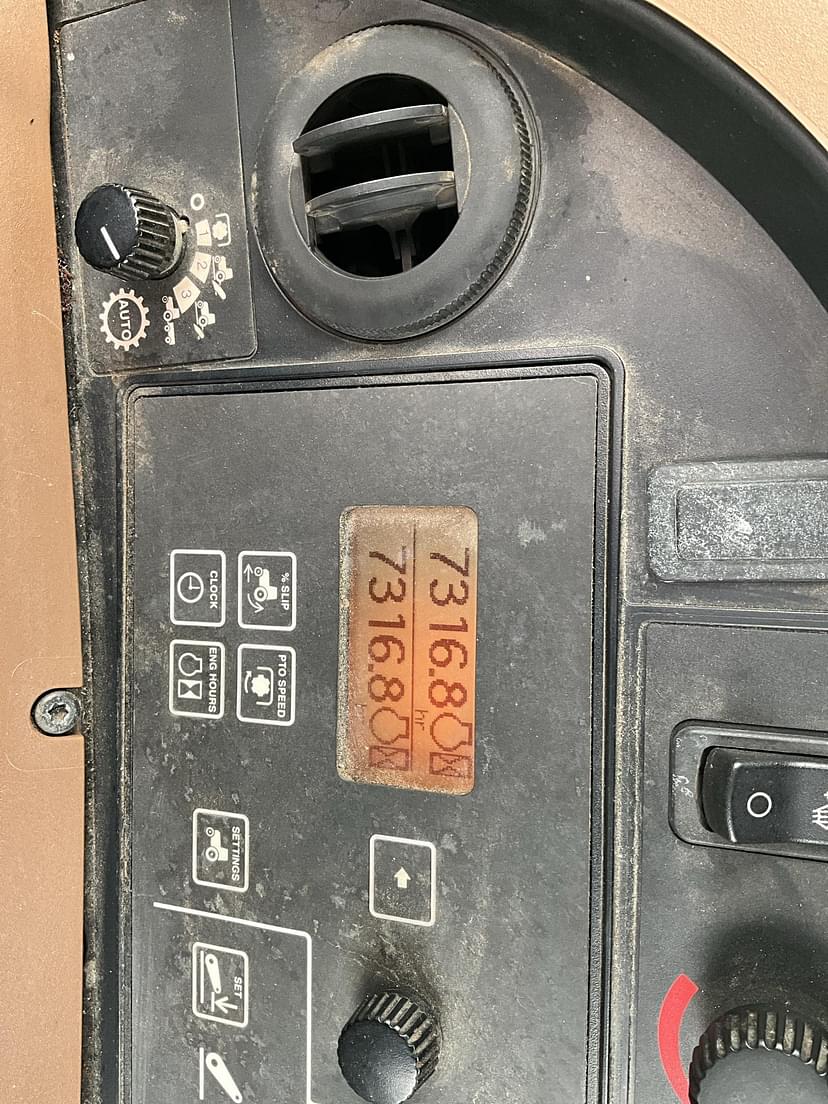 1
2
3
AUTO
7316.8
hr
7316.8
% SLIP
PTO SPEED
CLOCK
ENG HOURS
SETTINGS
SET